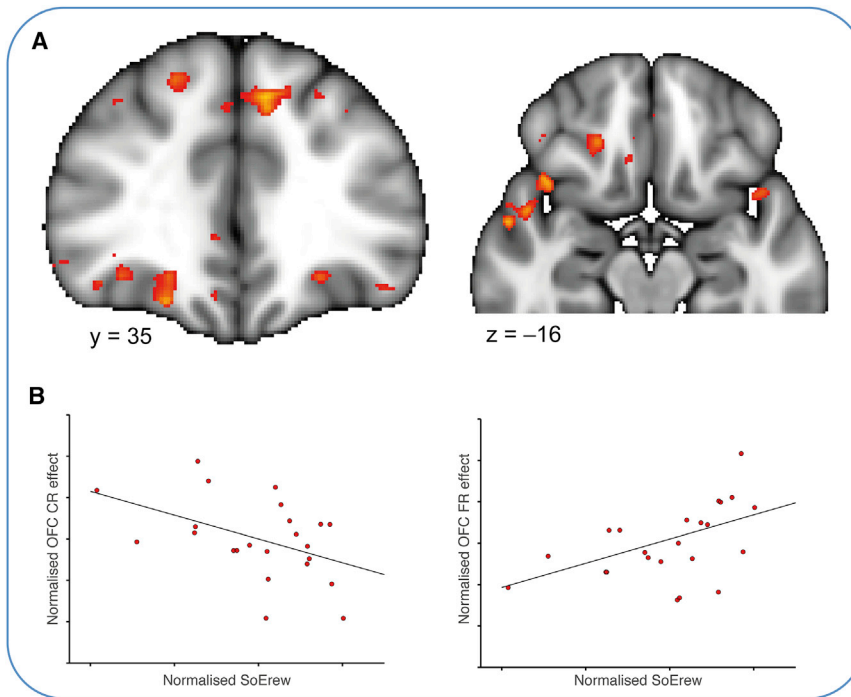 A
y = 35
z = −16
B
Normalised OFC CR effect
Normalised SoErew
Normalised OFC FR effect
Normalised SoErew